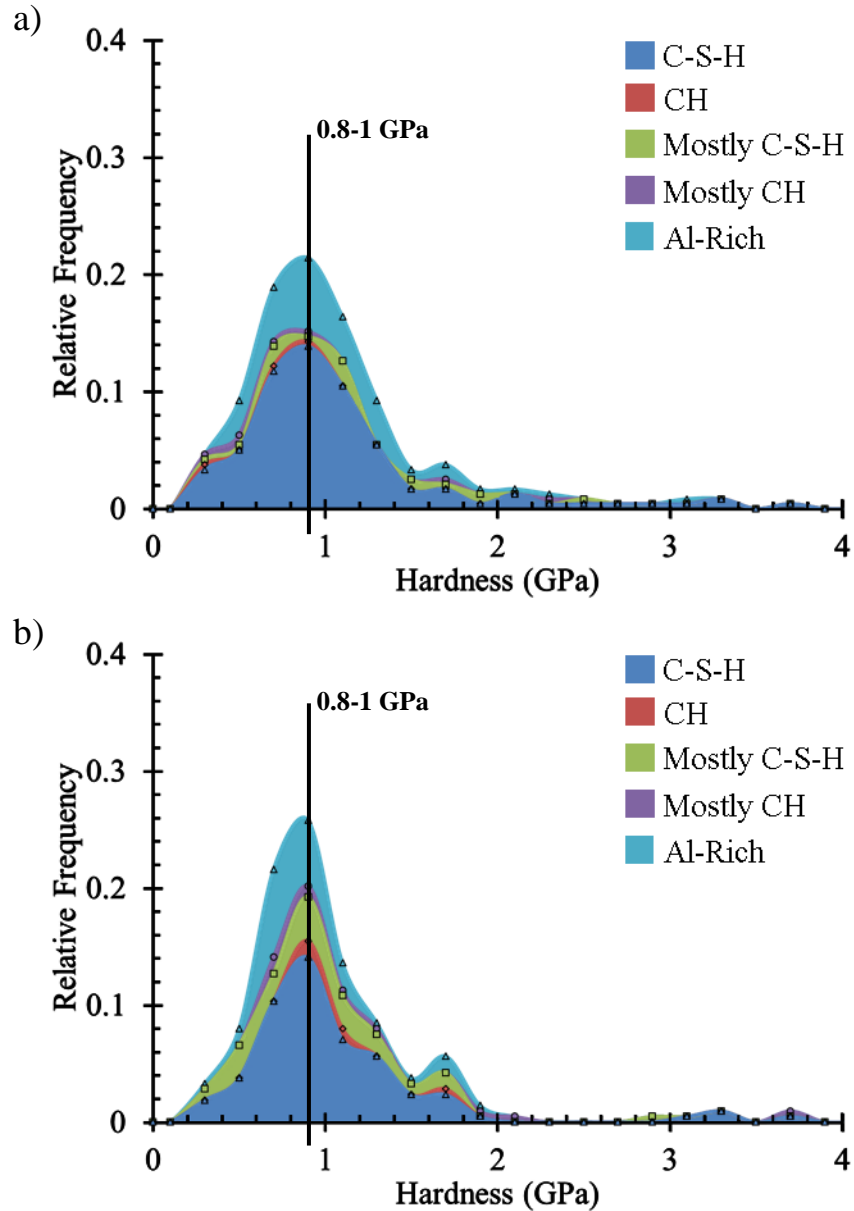 a)
0.4
0.3
0.2
0.1
0
Relative Frequency
0.8-1 GPa
C-S-H
CH
Mostly C-S-H
Mostly CH
Al-Rich
0 1 2 3 4
Hardness (GPa)
b)
0.4
0.3
0.2
0.1
0
Relative Frequency
0.8-1 GPa
C-S-H
CH
Mostly C-S-H
Mostly CH
Al-Rich
0 1 2 3 4
Hardness (GPa)